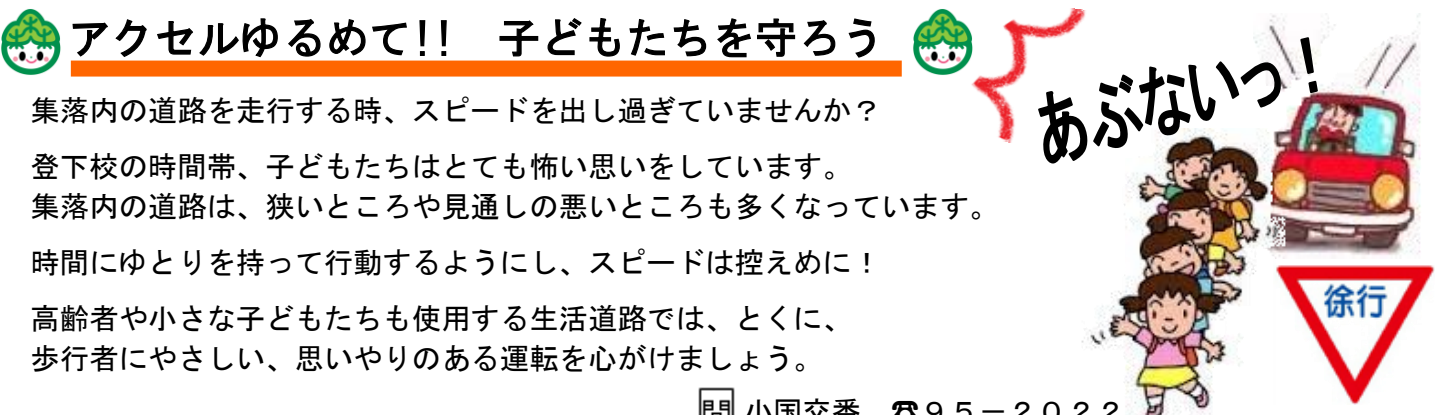 アクセルゆるめて!!　子どもたちを守ろう
あぶないっ！
集落内の道路を走行する時、スピードを出し過ぎていませんか？
登下校の時間帯、子どもたちはとても怖い思いをしています。
集落内の道路は、狭いところや見通しの悪いところも多くなっています。
時間にゆとりを持って行動するようにし、スピードは控えめに！
徐行
高齢者や小さな子どもたちも使用する生活道路では、とくに、
歩行者にやさしい、思いやりのある運転を心がけましょう。
問 小国交番 ☎９５－２０２２